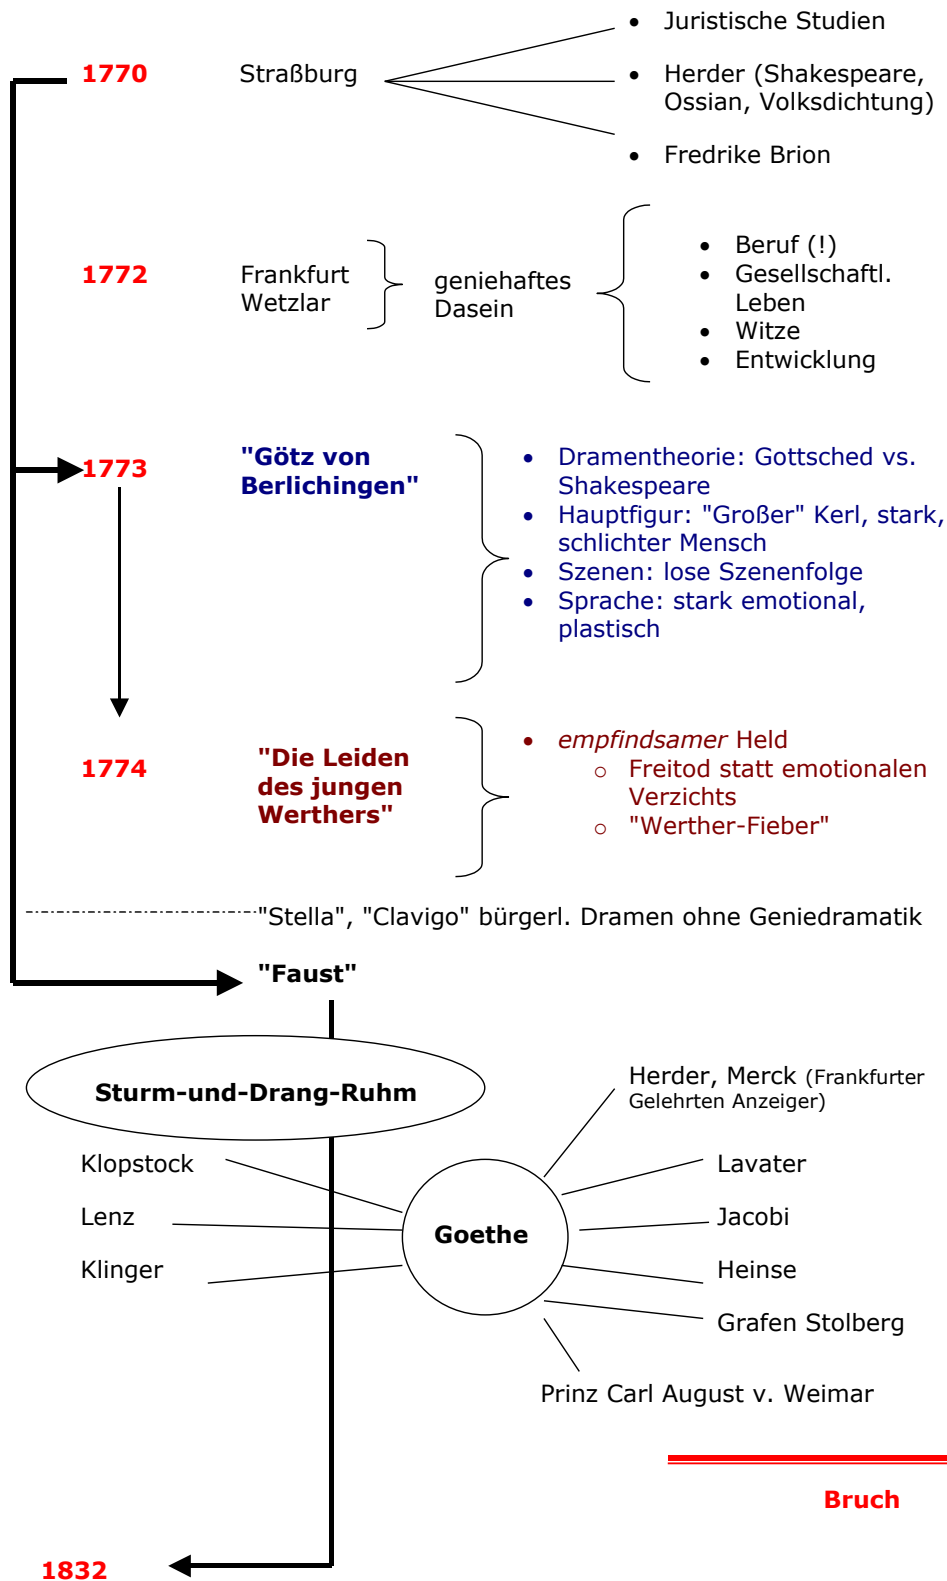 • Juristische Studien
1770 Straßburg • Herder (Shakespeare,
Ossian, Volksdichtung)
• Fredrike Brion
• Beruf (!)
1772 Frankfurt geniehaftes • Gesellschaftl.
Wetzlar Dasein Leben
• Witze
• Entwicklung
1773 "Götz von • Dramentheorie: Gottsched vs.
Berlichingen" Shakespeare
• Hauptfigur: "Großer" Kerl, stark,
schlichter Mensch
• Szenen: lose Szenenfolge
• Sprache: stark emotional,
plastisch
• empfindsamer Held
1774 "Die Leiden o Freitod statt emotionalen
des jungen Verzichts
Werthers" o "Werther-Fieber"
"Stella", "Clavigo" bürgerl. Dramen ohne Geniedramatik
"Faust"
Sturm-und-Drang-Ruhm
Herder, Merck (Frankfurter
Gelehrten Anzeiger)
Klopstock Lavater
Lenz Goethe Jacobi
Klinger Heinse
Grafen Stolberg
Prinz Carl August v. Weimar
Bruch
1832